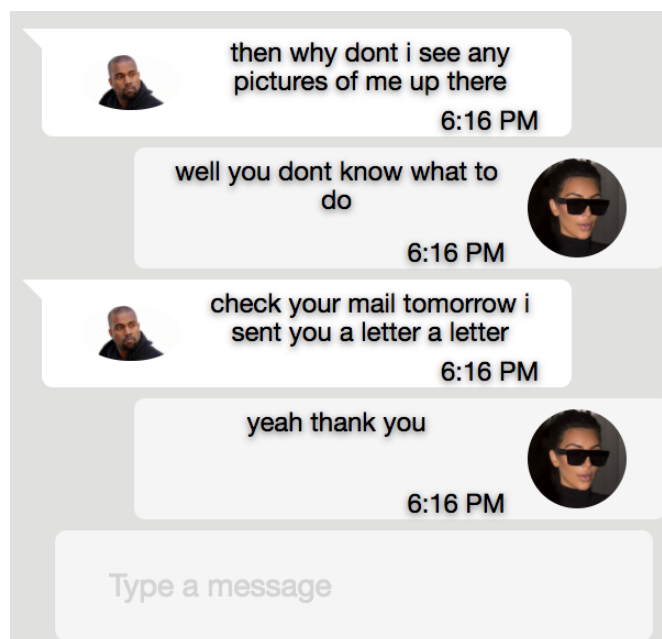 then why dont i see any
pictures of me up there
6:16 PM
well you dont know what to
do
6:16 PM
check your mail tomorrow i
sent you a letter a letter
6:16 PM
yeah thank you
6:16 PM
Type a message